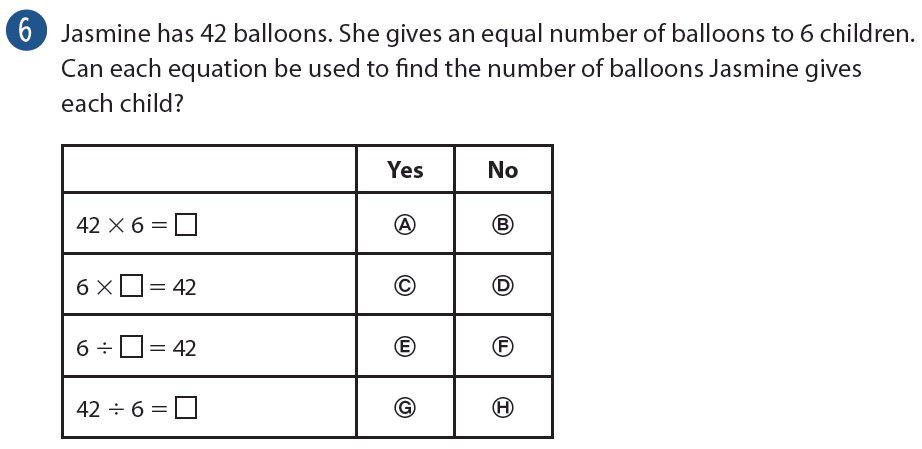 6 Jasmine has 42 balloons. She gives an equal number of balloons to 6 children.
Can each equation be used to find the number of balloons Jasmine gives
each child?
Yes No
42 × 6 = □ Ⓐ Ⓑ
6 × □ = 42 Ⓒ Ⓓ
6 ÷ □ = 42 Ⓔ Ⓕ
42 ÷ 6 = □ Ⓖ Ⓗ